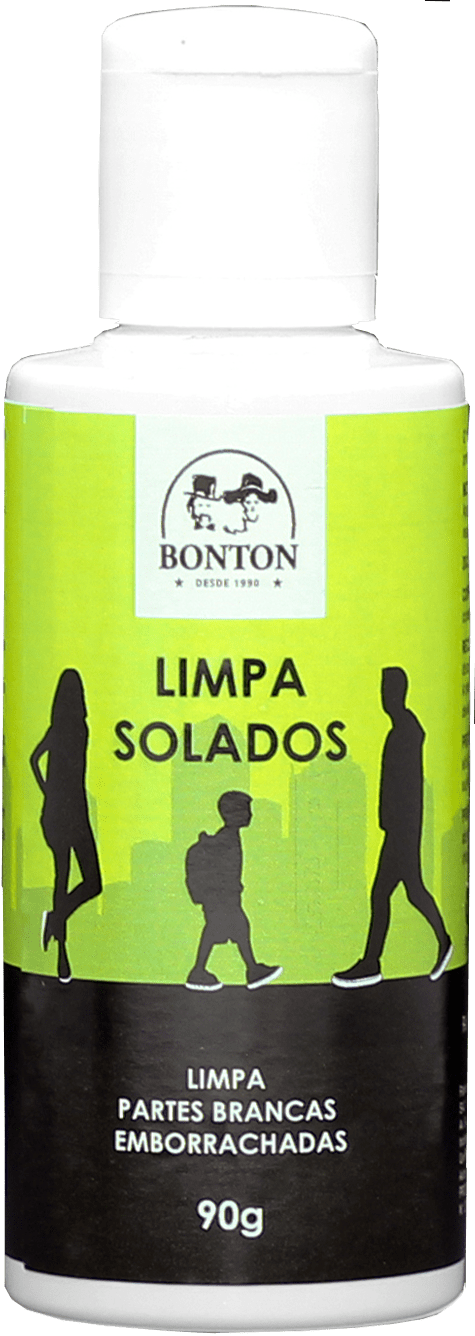 BONTON
★ DESDE 1990 ★
LIMPA
SOLADOS
LIMPA
PARTES BRANCAS
EMBORRACHADAS
90g